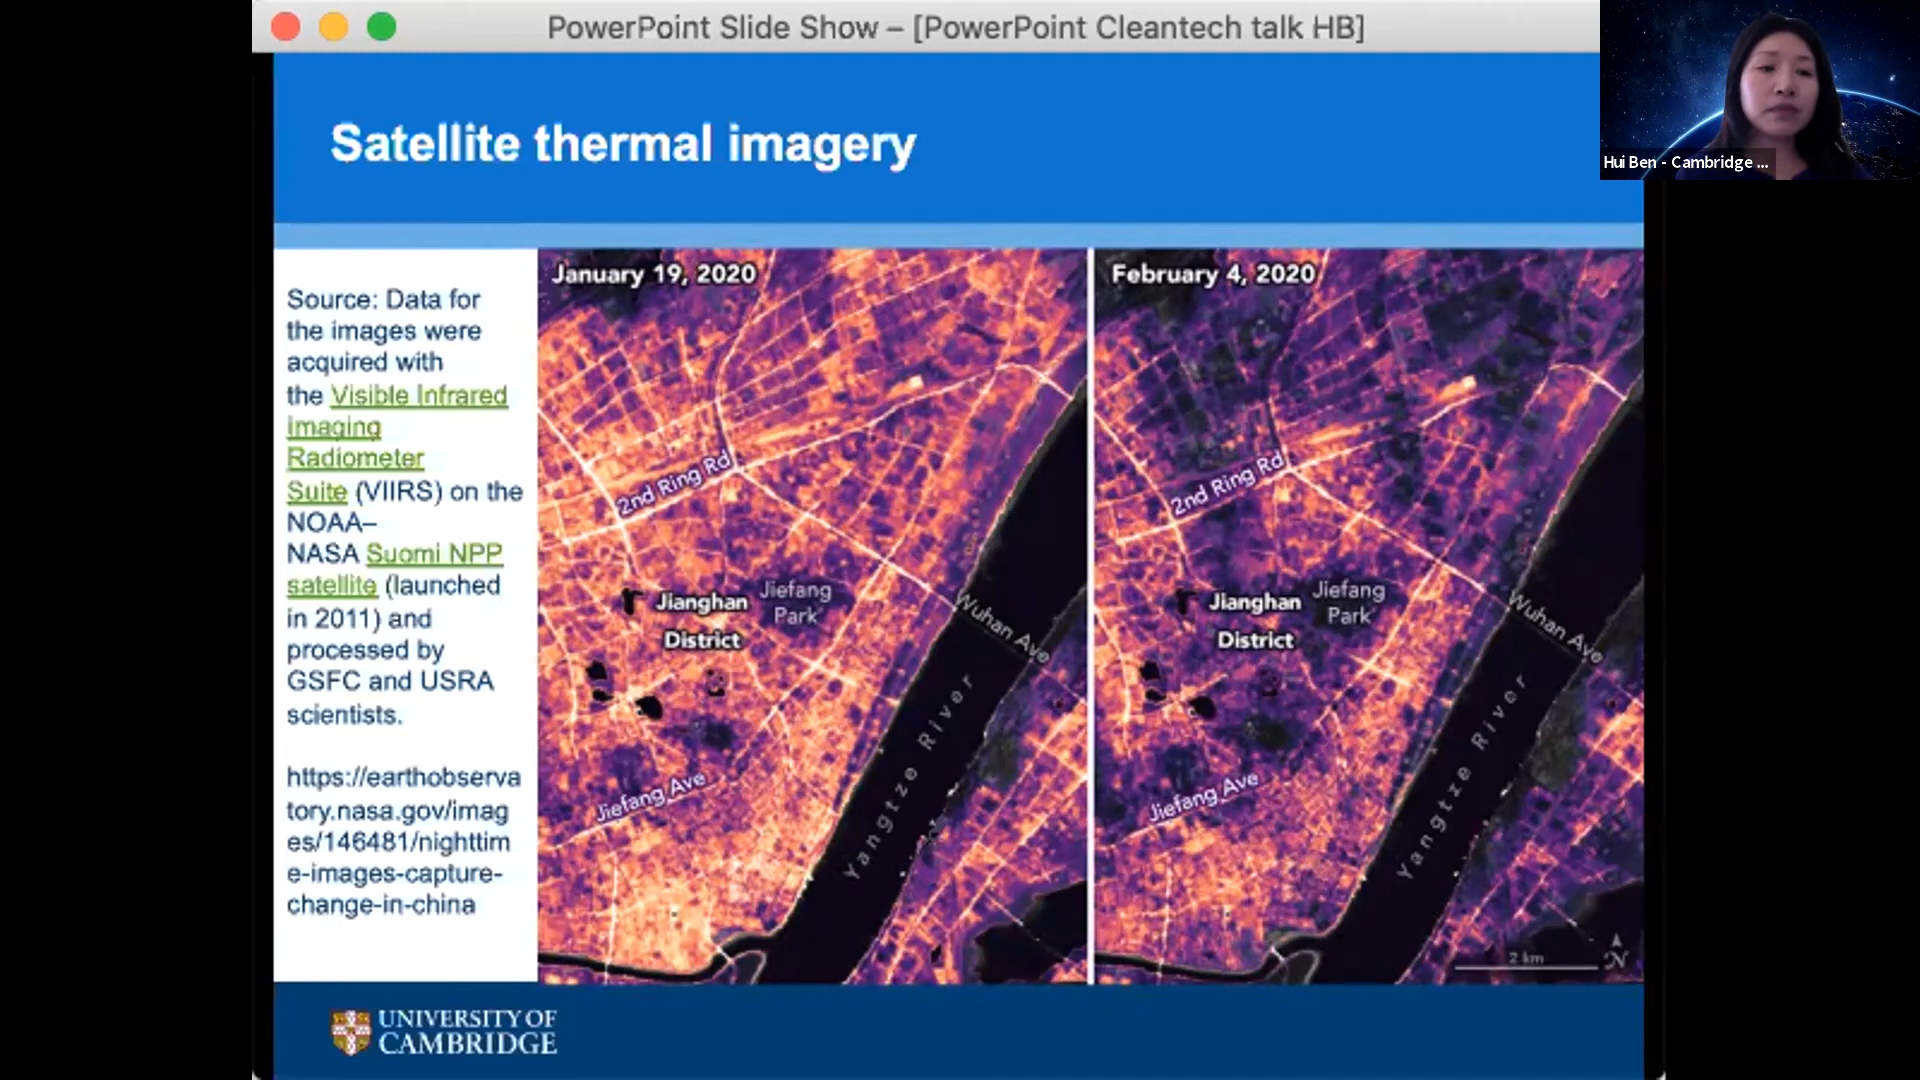 PowerPoint Slide Show – [PowerPoint Cleantech talk HB]
Hui Ben - Cambridge ...
Satellite thermal imagery
Source: Data for
the images were
acquired with
the Visible Infrared
Imaging
Radiometer
Suite (VIIRS) on the
NOAA–
NASA Suomi NPP
satellite (launched
in 2011) and
processed by
GSFC and USRA
scientists.
https://earthobserva
tory.nasa.gov/imag
es/146481/nighttim
e-images-capture-
change-in-china
January 19, 2020
2nd Ring Rd
Jianghan
District
Jiefang
Park
Wuhan Ave
Jiefang Ave
Yangtze River
February 4, 2020
2nd Ring Rd
Jianghan
District
Jiefang
Park
Wuhan Ave
Jiefang Ave
Yangtze River
2 km
N
UNIVERSITY OF
CAMBRIDGE